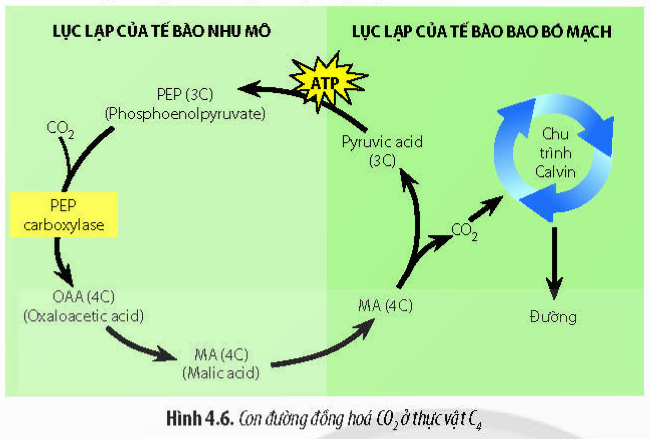 LỤC LẠP CỦA TẾ BÀO NHU MÔ
LỤC LẠP CỦA TẾ BÀO BAO BÓ MẠCH
ATP
PEP (3C)
(Phosphoenolpyruvate)
CO₂
Pyruvic acid
(3C)
Chu
trình
Calvin
PEP
carboxylase
CO₂
OAA (4C)
(Oxaloacetic acid)
MA (4C)
Đường
MA (4C)
(Malic acid)
Hình 4.6. Con đường đồng hoá CO₂ ở thực vật C₄